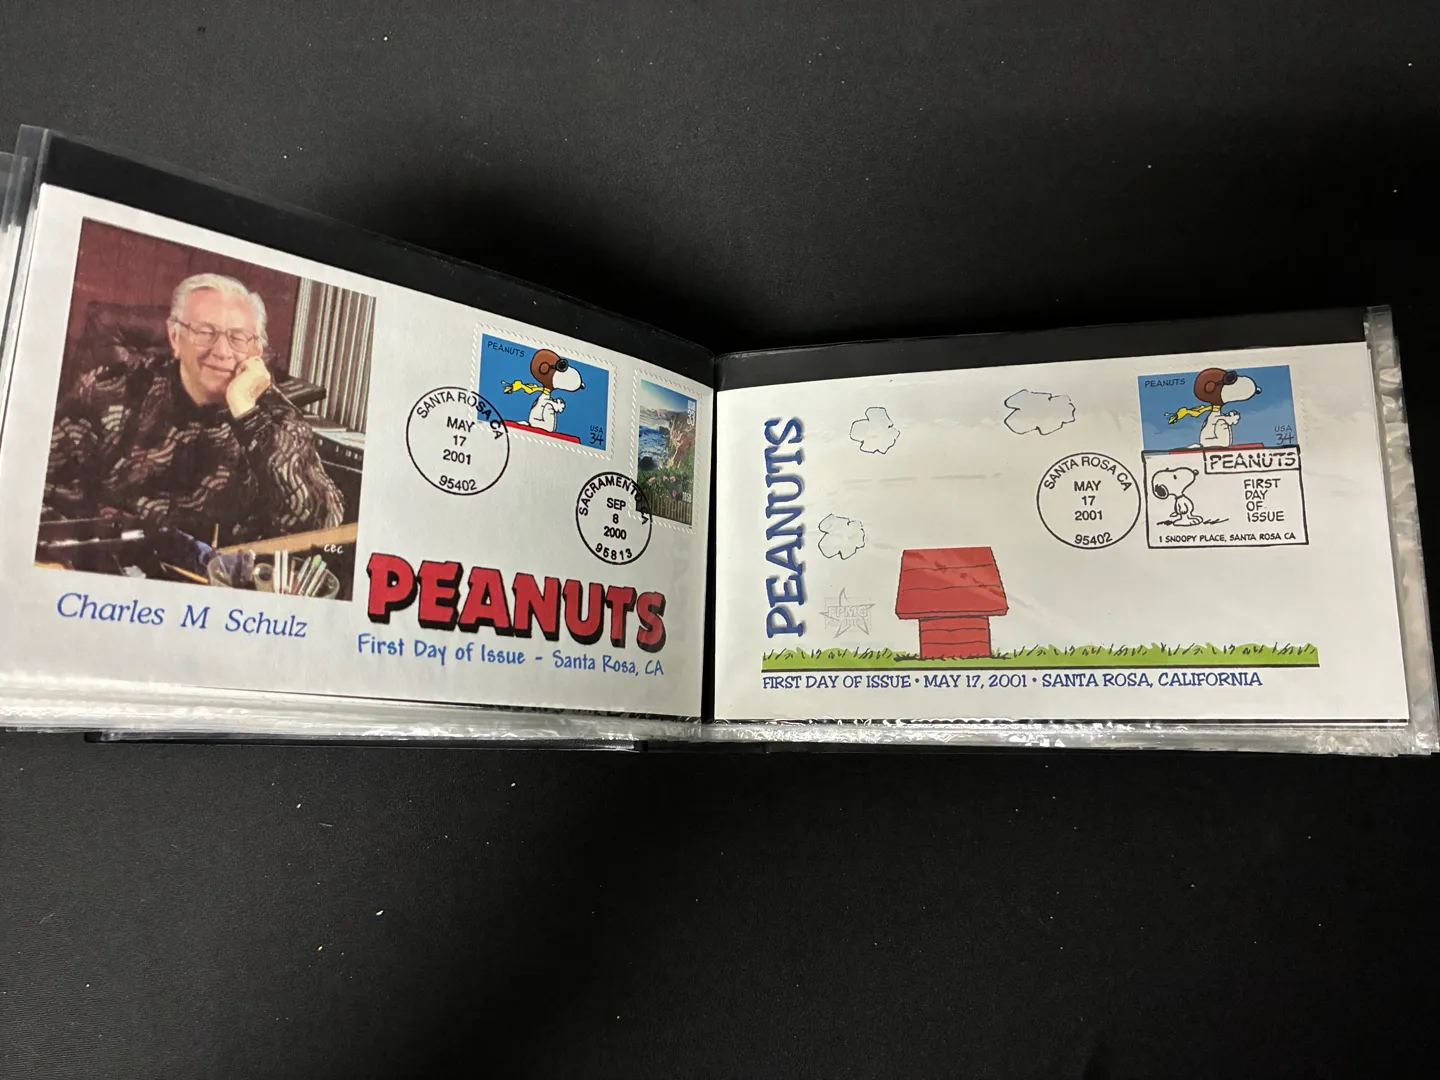 PEANUTS
USA
34
SANTA ROSA, CA
MAY
17
2001
95402
SACRAMENTO, CA
SEP
8
2000
95813
CBC
Charles M Schulz
PEANUTS
First Day of Issue - Santa Rosa, CA
PEANUTS
PEANUTS
USA
34
SANTA ROSA CA
MAY
17
2001
95402
PEANUTS
FIRST
DAY
OF
ISSUE
1 SNOOPY PLACE, SANTA ROSA CA
FIRST DAY OF ISSUE • MAY 17, 2001 • SANTA ROSA, CALIFORNIA